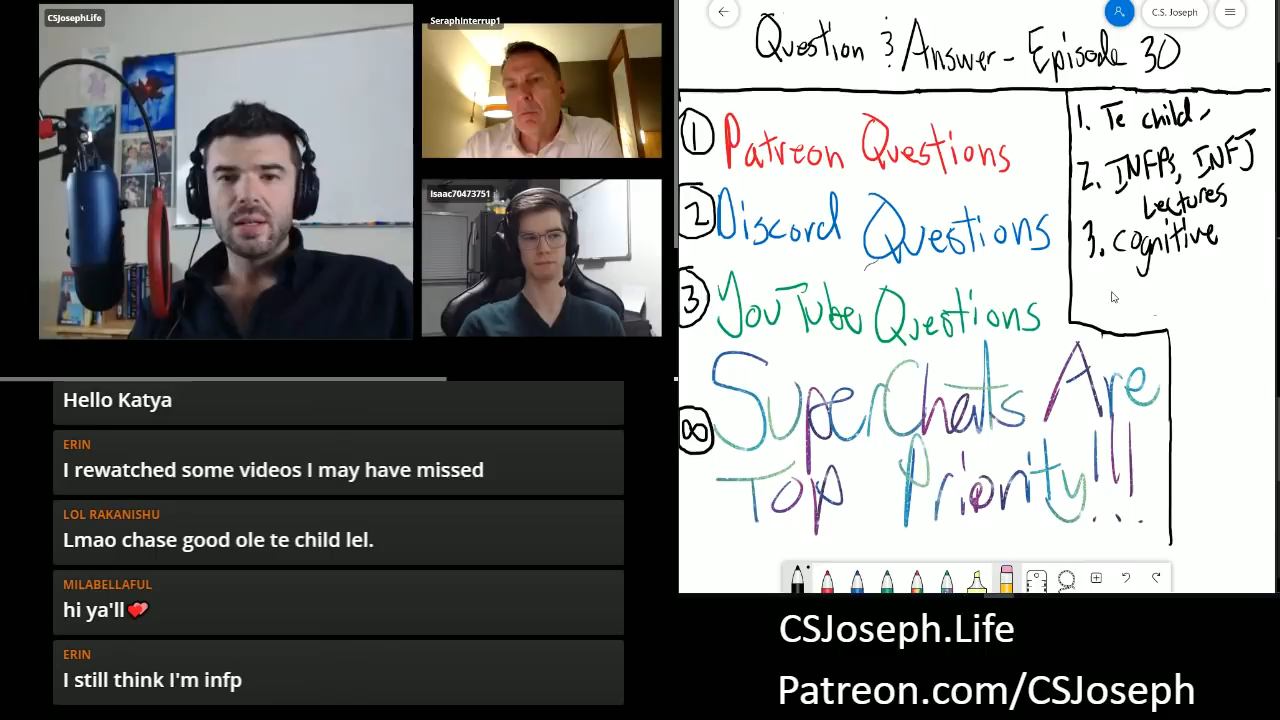 CSJosephLife
Seraphinterrup1
Isaac70473751
Hello Katya
ERIN
I rewatched some videos I may have missed
LOL RAKANISHU
Lmao chase good ole te child lel.
MILABELLAFUL
hi ya'll💕
ERIN
I still think I'm infp
C.S. Joseph
Question & Answer - Episode 30
1 Patreon Questions
2 Discord Questions
3 YouTube Questions
∞ SuperChats Are
Top Priority!!!
1. Te child -
2. INFPs, INFJ
Lectures
3. Cognitive
CSJoseph.Life
Patreon.com/CSJoseph